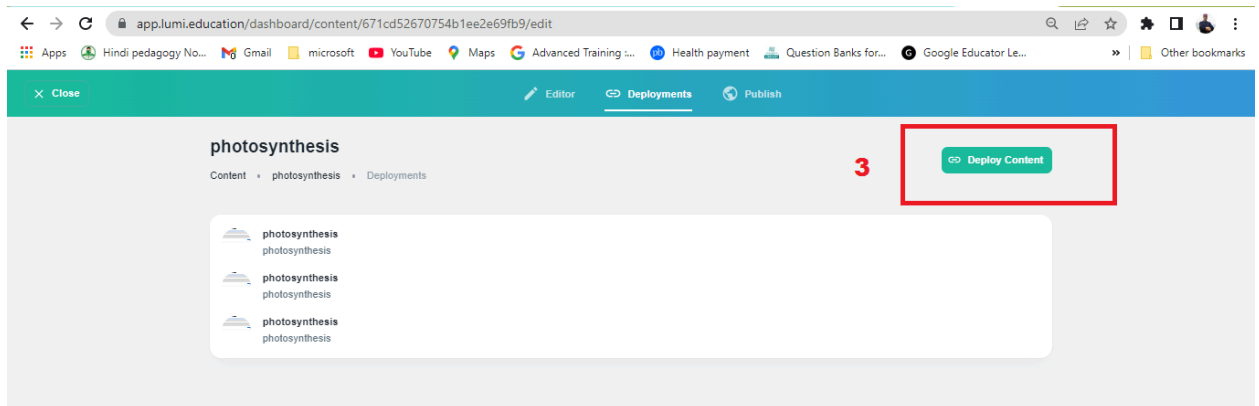 app.lumi.education/dashboard/content/671cd52670754b1ee2e69fb9/edit
Apps Hindi pedagogy No... Gmail microsoft YouTube Maps Advanced Training :... Health payment Question Banks for... Google Educator Le... » Other bookmarks
× Close Editor Deployments Publish
photosynthesis
3 Deploy Content
Content • photosynthesis • Deployments
photosynthesis
photosynthesis
photosynthesis
photosynthesis
photosynthesis
photosynthesis